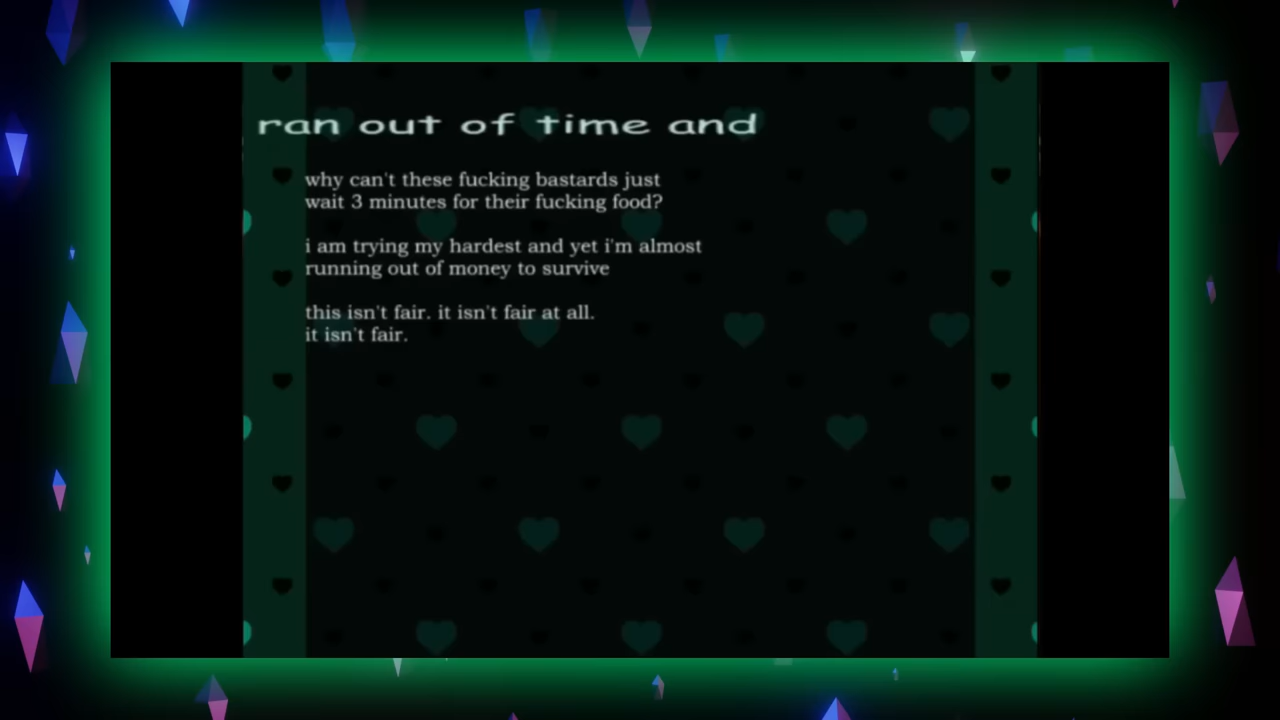 ran out of time and
why can't these fucking bastards just
wait 3 minutes for their fucking food?
i am trying my hardest and yet i'm almost
running out of money to survive
this isn't fair. it isn't fair at all.
it isn't fair.